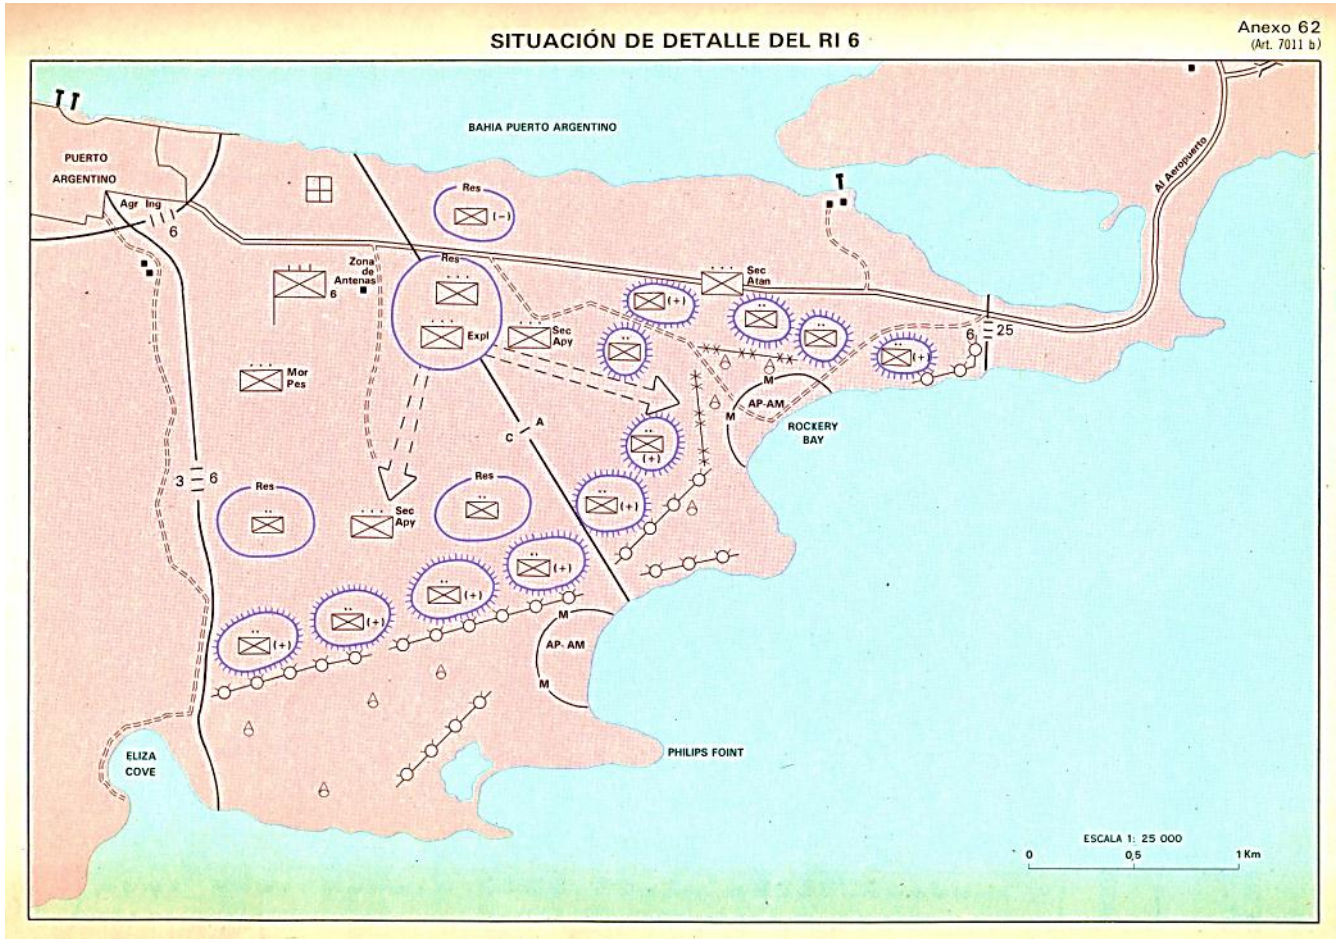 SITUACIÓN DE DETALLE DEL RI 6
Anexo 62
(Art. 7011 b)
BAHIA PUERTO ARGENTINO
PUERTO
ARGENTINO
Al Aeropuerto
Agr Ing
6
Res
(-)
Zona
de
Antenas
6
Res
Expl
Sec
Apy
Sec
Atan
(+)
6
25
(+)
Mor
Pes
M
AP-AM
M
ROCKERY
BAY
A
C
(+)
3
6
Res
Res
Sec
Apy
(+)
(+)
(+)
(+)
(+)
M
AP-AM
M
ELIZA
COVE
PHILIPS FOINT
ESCALA 1: 25 000
0
0,5
1 Km